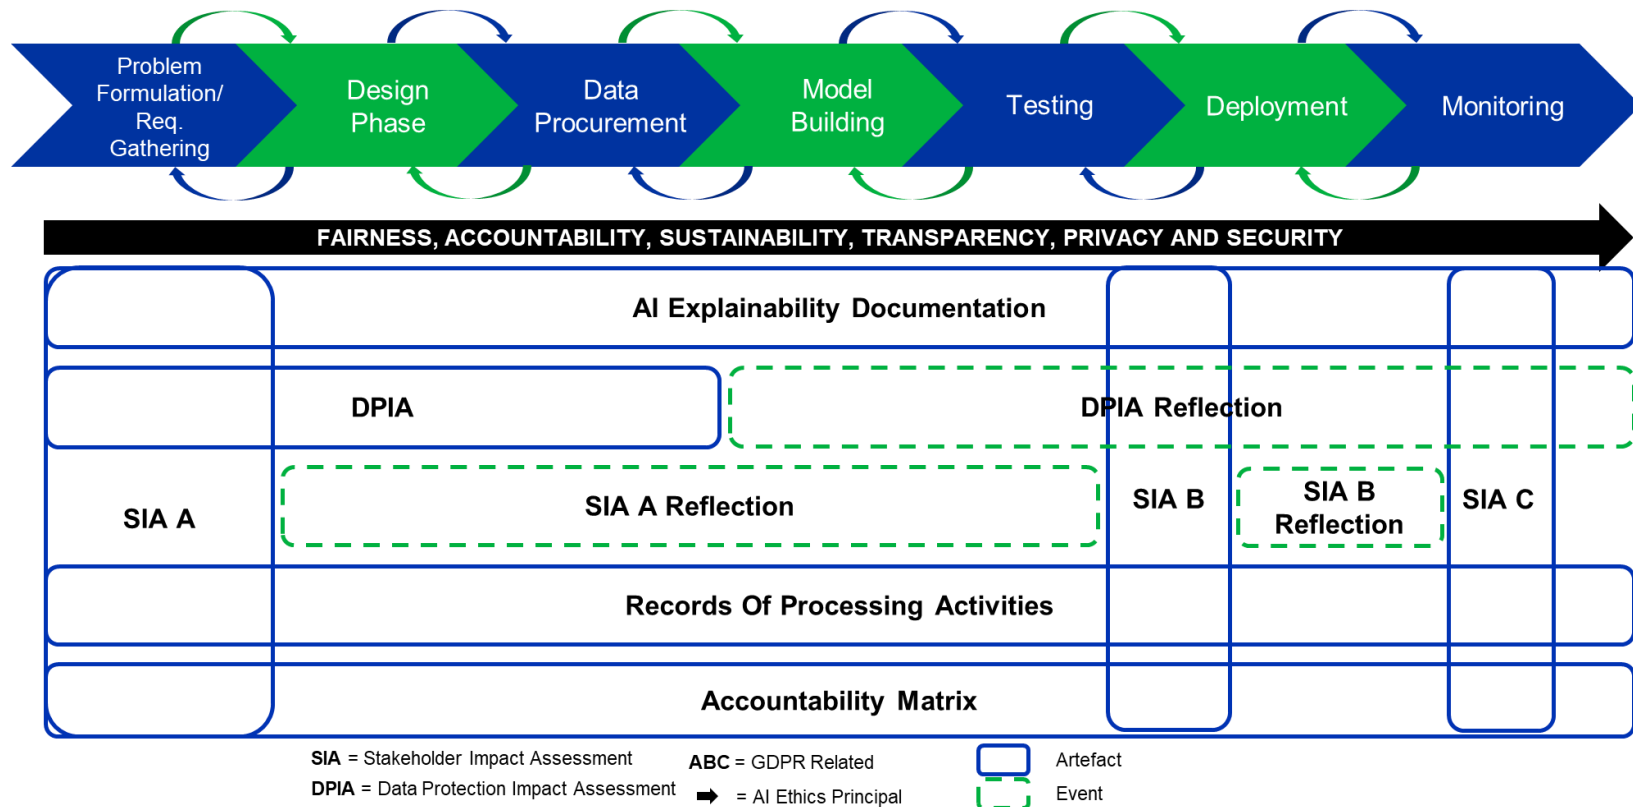 Problem
Formulation/
Req.
Gathering
Design
Phase
Data
Procurement
Model
Building
Testing
Deployment
Monitoring
FAIRNESS, ACCOUNTABILITY, SUSTAINABILITY, TRANSPARENCY, PRIVACY AND SECURITY
AI Explainability Documentation
DPIA
DPIA Reflection
SIA A
SIA A Reflection
SIA B
SIA B
Reflection
SIA C
Records Of Processing Activities
Accountability Matrix
SIA = Stakeholder Impact Assessment
DPIA = Data Protection Impact Assessment
ABC = GDPR Related
= AI Ethics Principal
Artefact
Event